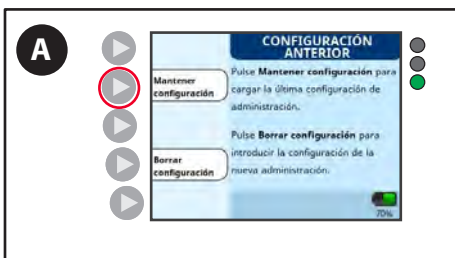 A
CONFIGURACIÓN
ANTERIOR
Mantener
configuración
Pulse Mantener configuración para
cargar la última configuración de
administración.
Pulse Borrar configuración para
introducir la configuración de la
nueva administración.
Borrar
configuración
70%